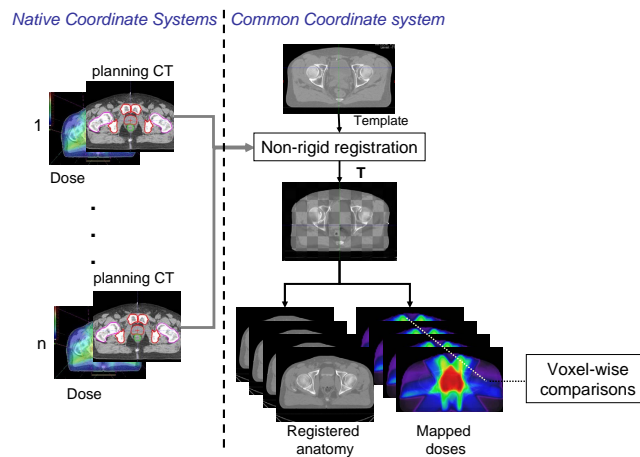 Native Coordinate Systems
Common Coordinate system
planning CT
1
Dose
.
.
.
planning CT
n
Dose
Template
Non-rigid registration
T
Registered
anatomy
Mapped
doses
Voxel-wise
comparisons